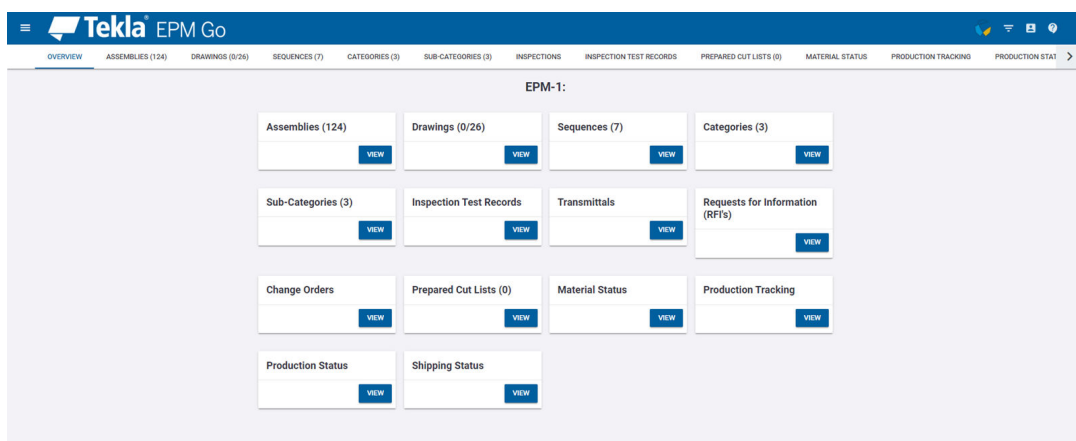 Tekla EPM Go
OVERVIEW ASSEMBLIES (124) DRAWINGS (0/26) SEQUENCES (7) CATEGORIES (3) SUB-CATEGORIES (3) INSPECTIONS INSPECTION TEST RECORDS PREPARED CUT LISTS (0) MATERIAL STATUS PRODUCTION TRACKING PRODUCTION STAT
EPM-1:
Assemblies (124) Drawings (0/26) Sequences (7) Categories (3)
VIEW VIEW VIEW VIEW
Sub-Categories (3) Inspection Test Records Transmittals Requests for Information
(RFI's)
VIEW VIEW VIEW VIEW
Change Orders Prepared Cut Lists (0) Material Status Production Tracking
VIEW VIEW VIEW VIEW
Production Status Shipping Status
VIEW VIEW